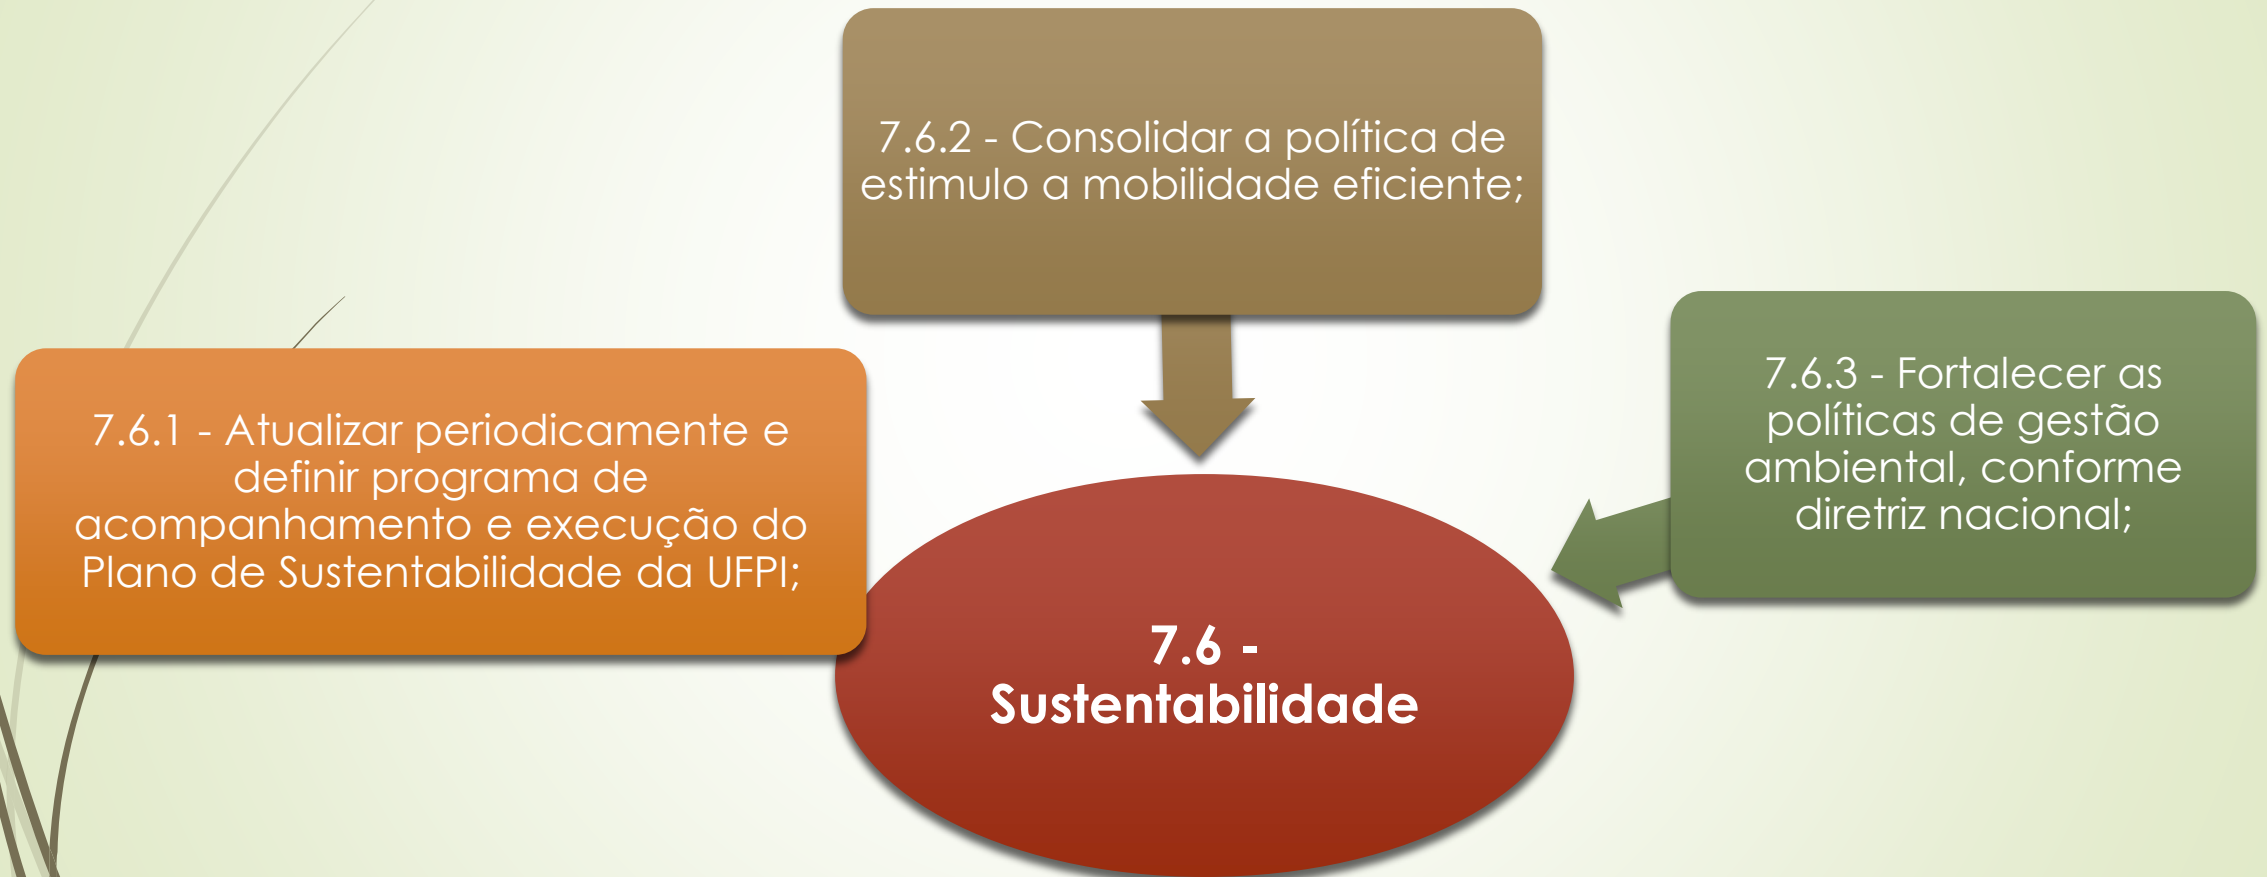 7.6.2 - Consolidar a política de
estimulo a mobilidade eficiente;
7.6.1 - Atualizar periodicamente e
definir programa de
acompanhamento e execução do
Plano de Sustentabilidade da UFPI;
7.6.3 - Fortalecer as
políticas de gestão
ambiental, conforme
diretriz nacional;
7.6 -
Sustentabilidade